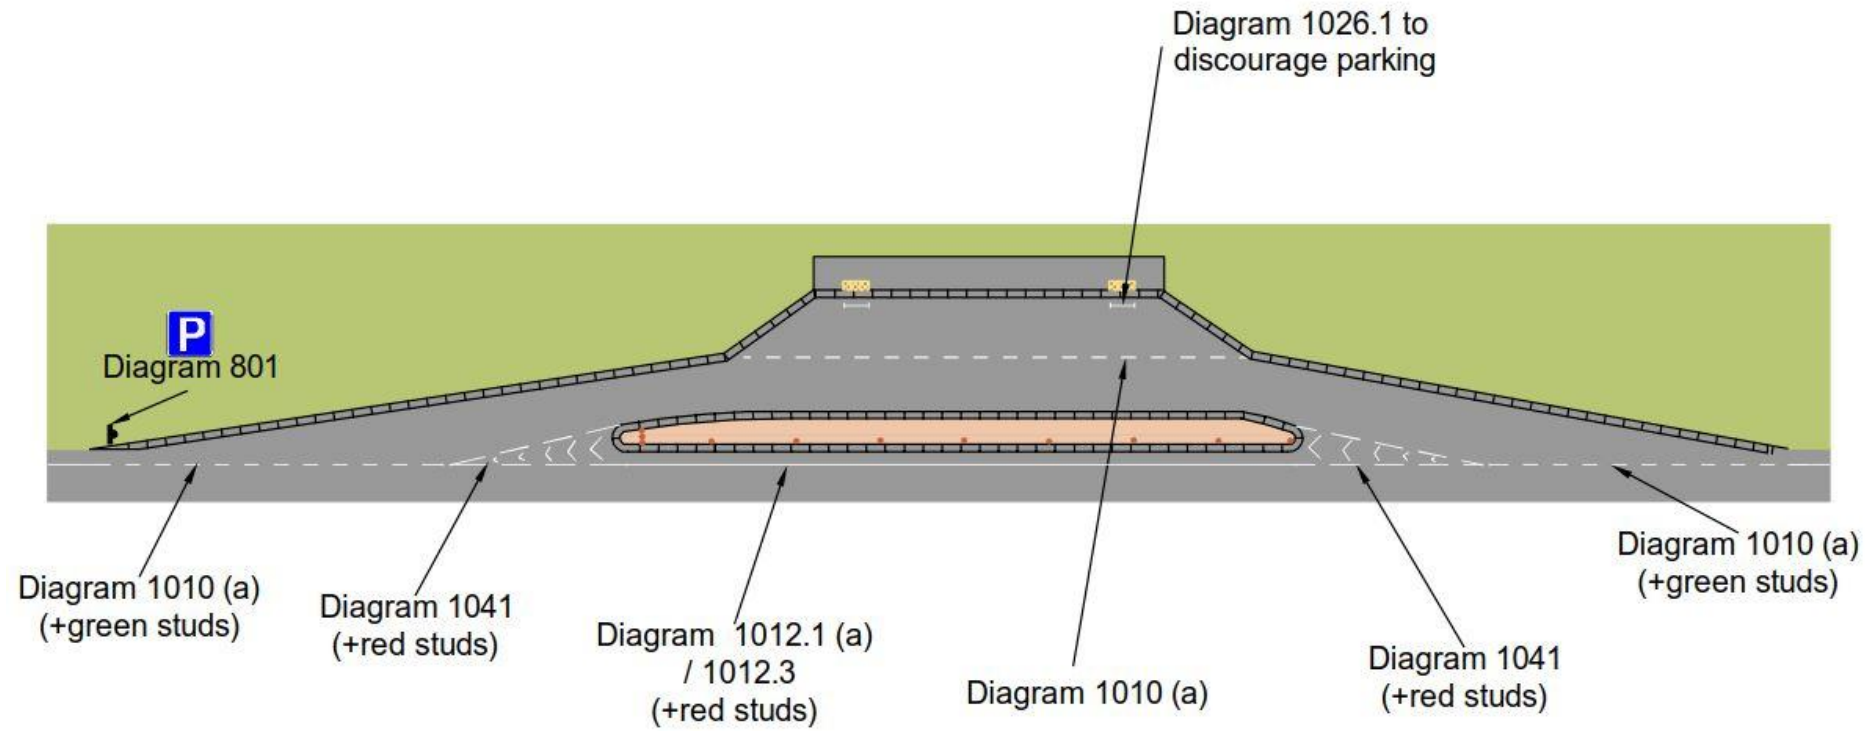 Diagram 1026.1 to
discourage parking
P
Diagram 801
Diagram 1010 (a)
(+green studs)
Diagram 1041
(+red studs)
Diagram 1012.1 (a)
/ 1012.3
(+red studs)
Diagram 1010 (a)
Diagram 1041
(+red studs)
Diagram 1010 (a)
(+green studs)